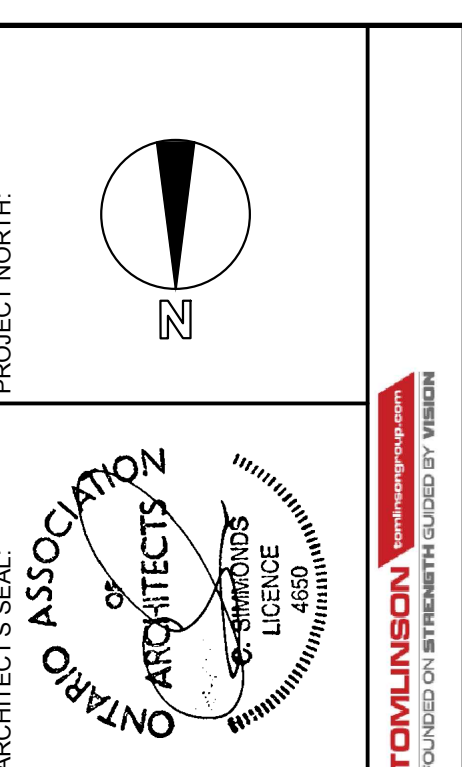 ARCHITECT'S SEAL:
ONTARIO ASSOCIATION
OF
ARCHITECTS
C. SIMMONDS
LICENCE
4650
PROJECT NORTH:
N
TOMLINSON tomlinsongroup.com
FOUNDED ON STRENGTH GUIDED BY VISION